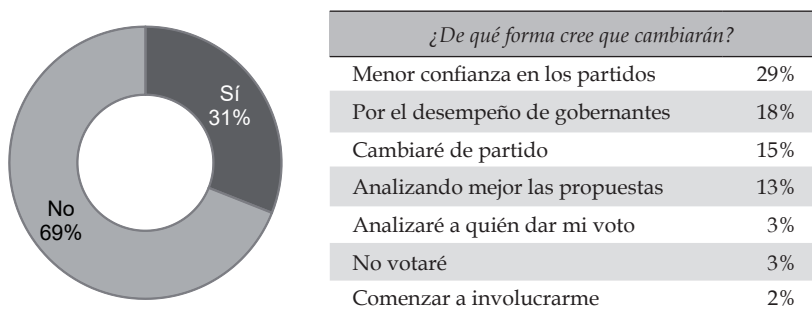 Sí
31%
No
69%
¿De qué forma cree que cambiarán?
Menor confianza en los partidos 29%
Por el desempeño de gobernantes 18%
Cambiaré de partido 15%
Analizando mejor las propuestas 13%
Analizaré a quién dar mi voto 3%
No votaré 3%
Comenzar a involucrarme 2%